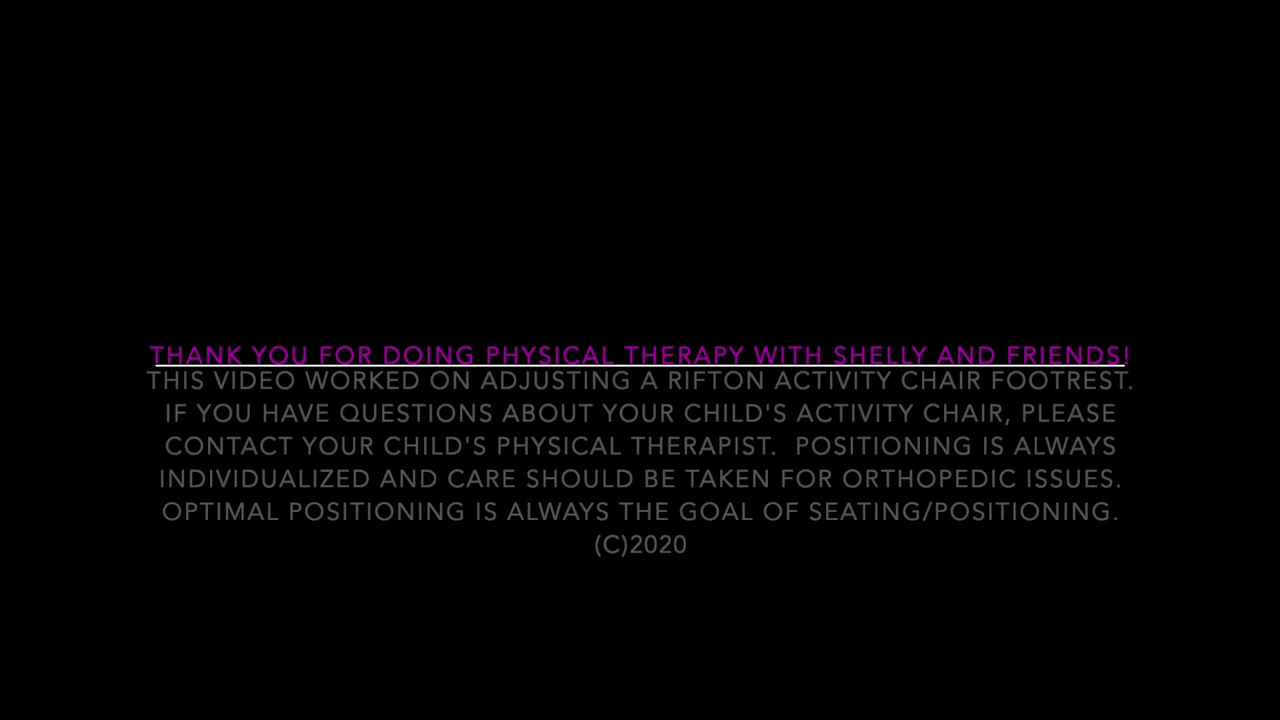 THANK YOU FOR DOING PHYSICAL THERAPY WITH SHELLY AND FRIENDS!
THIS VIDEO WORKED ON ADJUSTING A RIFTON ACTIVITY CHAIR FOOTREST.
IF YOU HAVE QUESTIONS ABOUT YOUR CHILD'S ACTIVITY CHAIR, PLEASE
CONTACT YOUR CHILD'S PHYSICAL THERAPIST.  POSITIONING IS ALWAYS
INDIVIDUALIZED AND CARE SHOULD BE TAKEN FOR ORTHOPEDIC ISSUES.
OPTIMAL POSITIONING IS ALWAYS THE GOAL OF SEATING/POSITIONING.
(C)2020